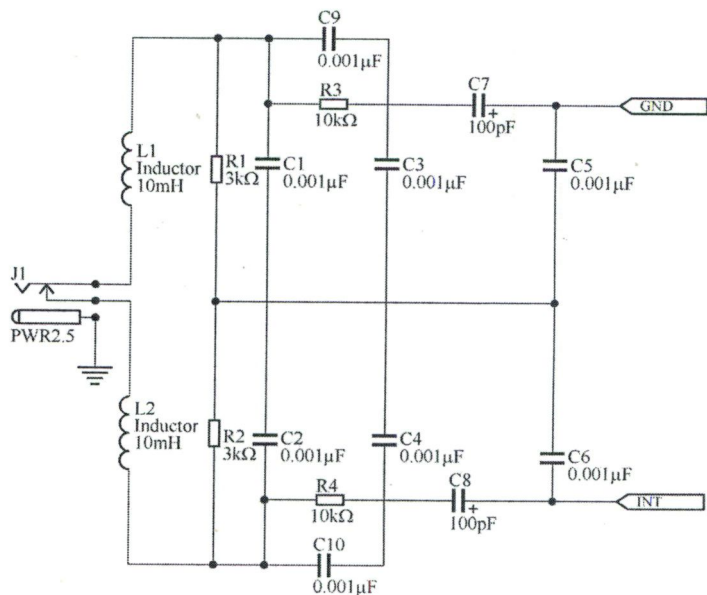 C9
0.001µF
R3
10kΩ
C7
+
100pF
GND
L1
Inductor
10mH
R1
3kΩ
C1
0.001µF
C3
0.001µF
C5
0.001µF
J1
PWR2.5
L2
Inductor
10mH
R2
3kΩ
C2
0.001µF
C4
0.001µF
C6
0.001µF
R4
10kΩ
C8
+
100pF
INT
C10
0.001µF